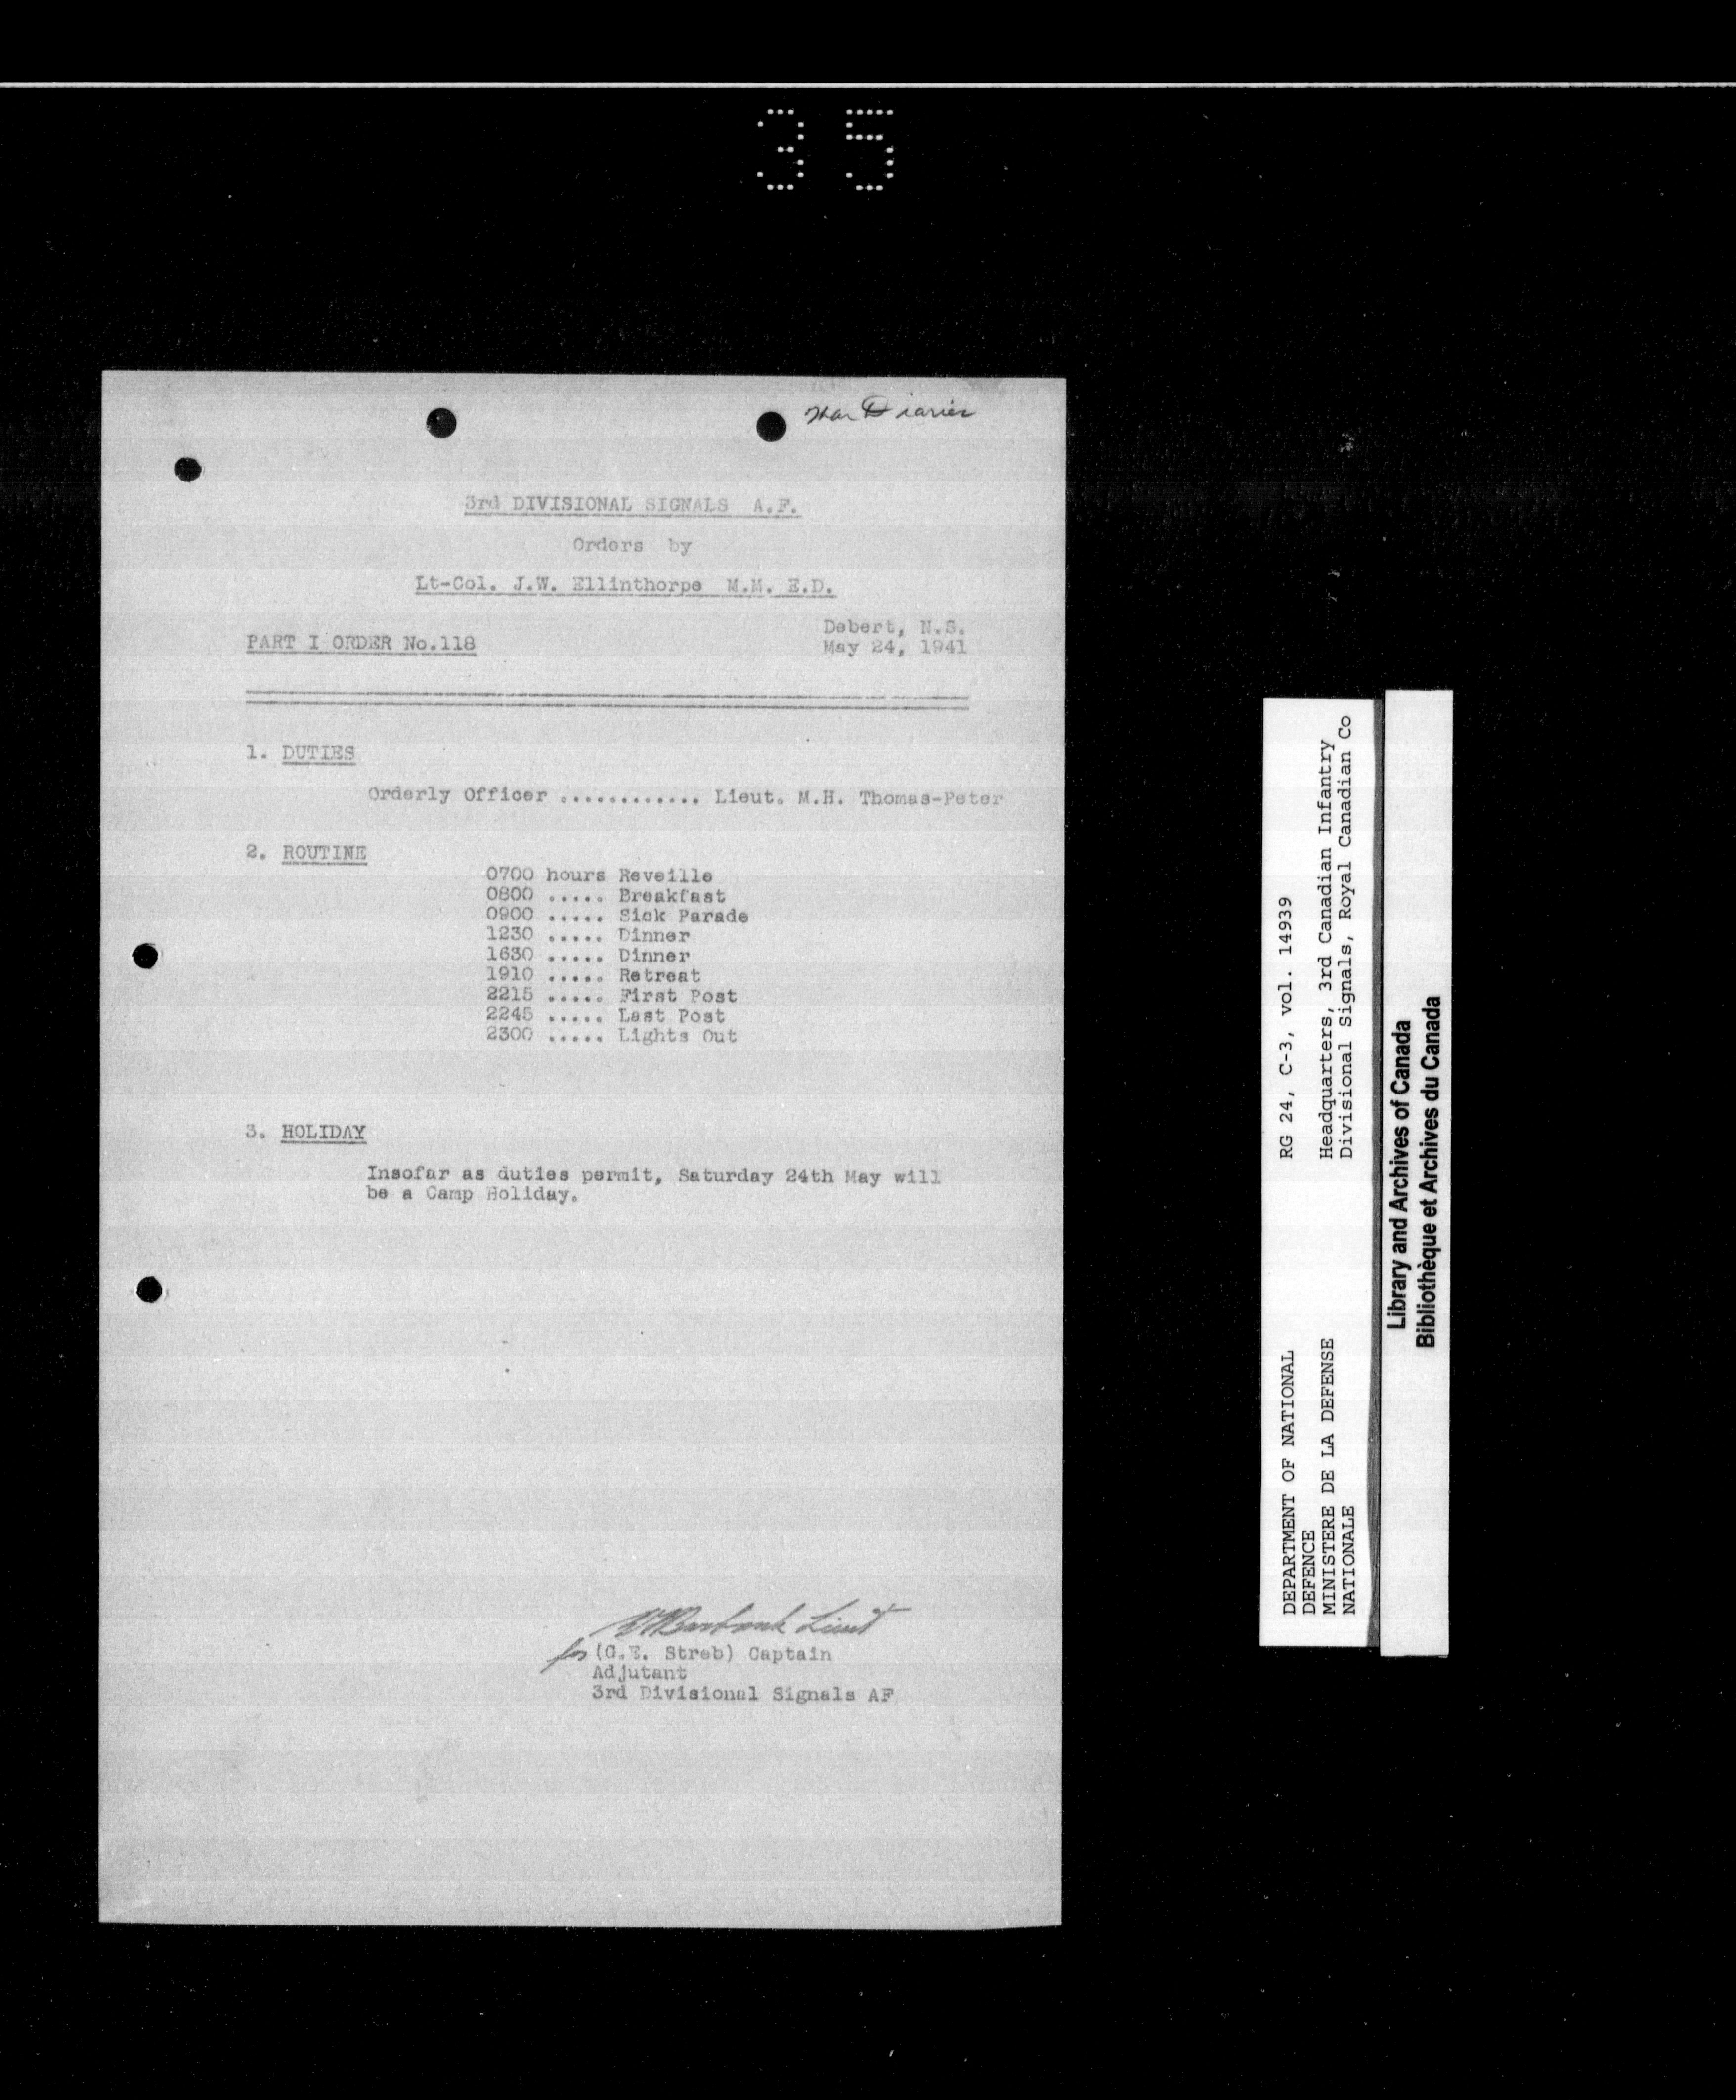 35
War Diaries
3rd DIVISIONAL SIGNALS A.F.
Orders by
Lt-Col. J.W. Ellinthorpe M.M. E.D.
Debert, N.S.
PART I ORDER No.118
May 24, 1941
1. DUTIES
Orderly Officer ............ Lieut. M.H. Thomas-Peter
2. ROUTINE
0700 hours Reveille
0800 ..... Breakfast
0900 ..... Sick Parade
1230 ..... Dinner
1630 ..... Dinner
1910 ..... Retreat
2215 ..... First Post
2245 ..... Last Post
2300 ..... Lights Out
3. HOLIDAY
Insofar as duties permit, Saturday 24th May will
be a Camp Holiday.
Burbank Lieut
for (G.E. Streb) Captain
Adjutant
3rd Divisional Signals AF
RG 24, C-3, vol. 14939
Headquarters, 3rd Canadian Infantry
Divisional Signals, Royal Canadian Co
DEPARTMENT OF NATIONAL
DEFENCE
MINISTERE DE LA DEFENSE
NATIONALE
Library and Archives of Canada
Bibliothèque et Archives du Canada